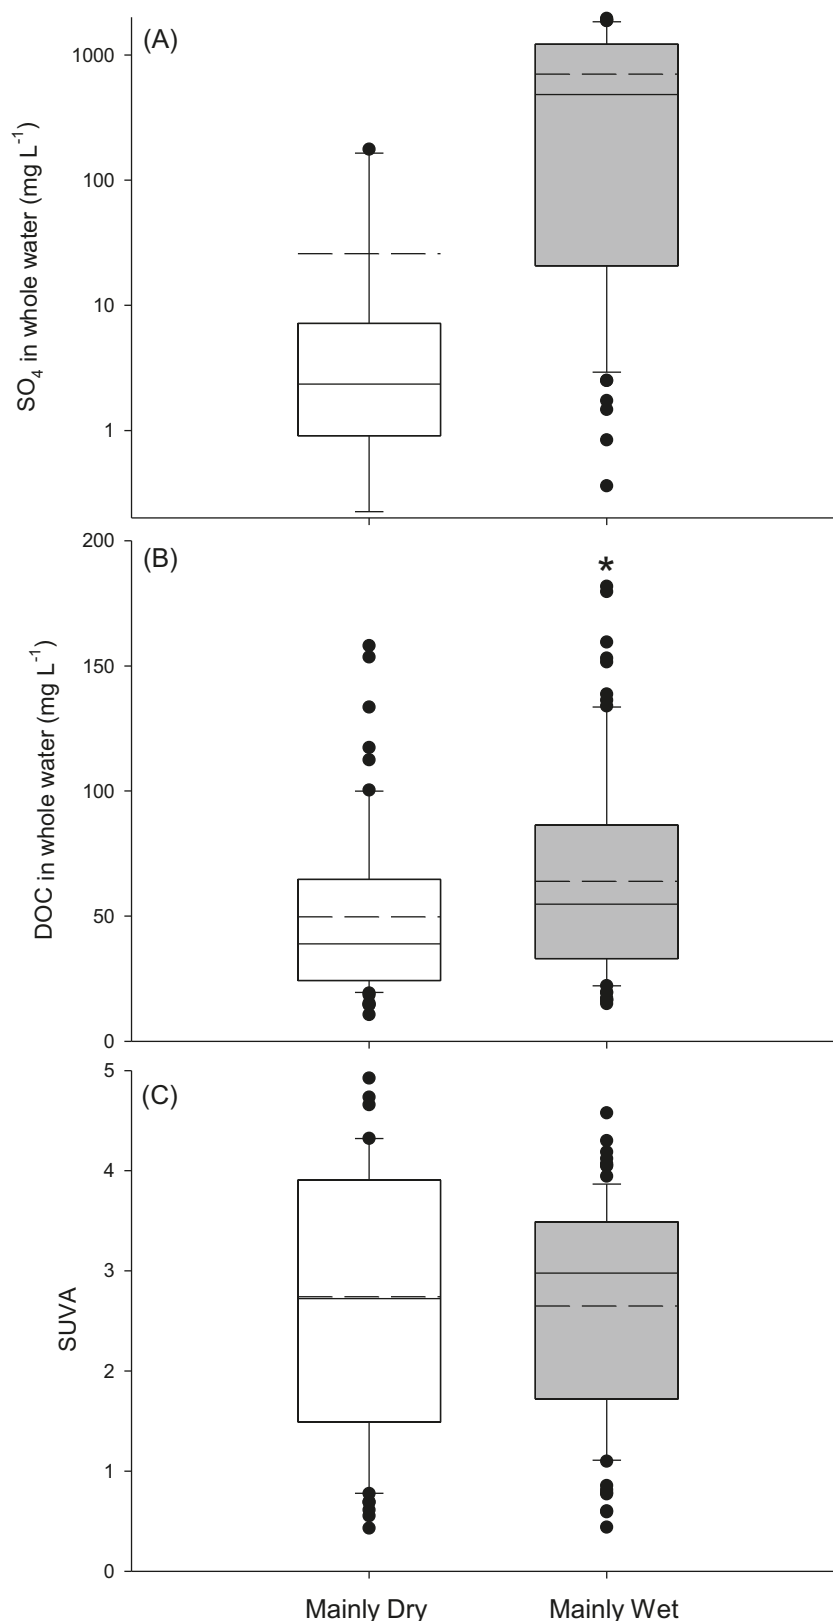 (A)
SO₄ in whole water (mg L⁻¹)
1000
100
10
1
(B)
*
DOC in whole water (mg L⁻¹)
200
150
100
50
0
(C)
SUVA
5
4
3
2
1
0
Mainly Dry
Mainly Wet